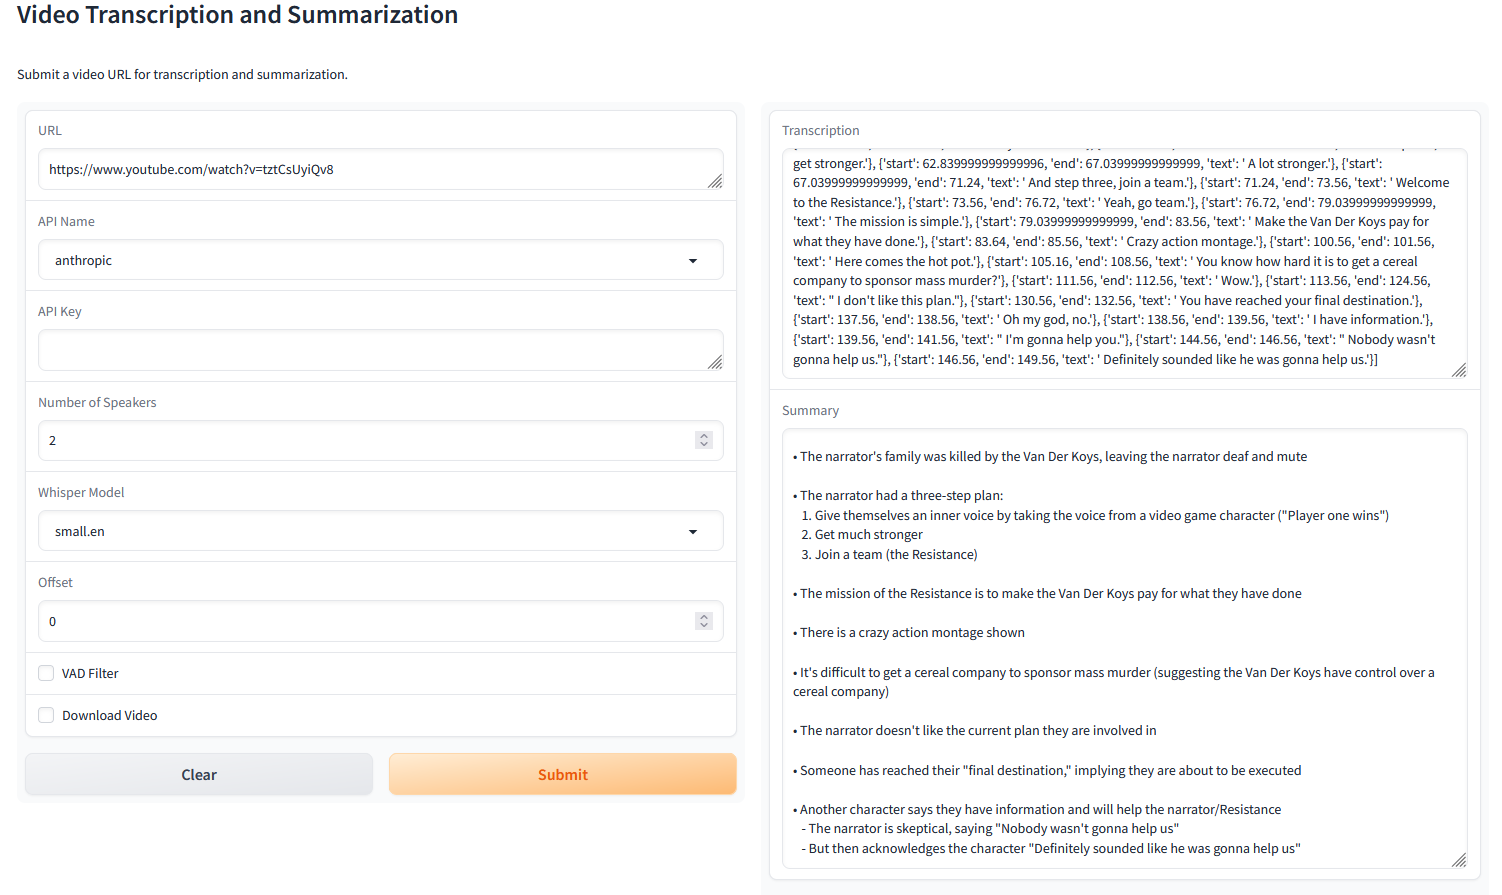 Video Transcription and Summarization
Submit a video URL for transcription and summarization.
URL
https://www.youtube.com/watch?v=tztCsUyiQv8
API Name
anthropic
API Key
Number of Speakers
2
Whisper Model
small.en
Offset
0
VAD Filter
Download Video
Clear
Submit
Transcription
get stronger.'}, {'start': 62.839999999999996, 'end': 67.03999999999999, 'text': ' A lot stronger.'}, {'start':
67.03999999999999, 'end': 71.24, 'text': ' And step three, join a team.'}, {'start': 71.24, 'end': 73.56, 'text': ' Welcome
to the Resistance.'}, {'start': 73.56, 'end': 76.72, 'text': ' Yeah, go team.'}, {'start': 76.72, 'end': 79.03999999999999,
'text': ' The mission is simple.'}, {'start': 79.03999999999999, 'end': 83.56, 'text': ' Make the Van Der Koys pay for
what they have done.'}, {'start': 83.64, 'end': 85.56, 'text': ' Crazy action montage.'}, {'start': 100.56, 'end': 101.56,
'text': ' Here comes the hot pot.'}, {'start': 105.16, 'end': 108.56, 'text': ' You know how hard it is to get a cereal
company to sponsor mass murder?'}, {'start': 111.56, 'end': 112.56, 'text': ' Wow.'}, {'start': 113.56, 'end': 124.56,
'text': " I don't like this plan."}, {'start': 130.56, 'end': 132.56, 'text': ' You have reached your final destination.'},
{'start': 137.56, 'end': 138.56, 'text': ' Oh my god, no.'}, {'start': 138.56, 'end': 139.56, 'text': ' I have information.'},
{'start': 139.56, 'end': 141.56, 'text': " I'm gonna help you."}, {'start': 144.56, 'end': 146.56, 'text': " Nobody wasn't
gonna help us."}, {'start': 146.56, 'end': 149.56, 'text': ' Definitely sounded like he was gonna help us.'}]
Summary
• The narrator's family was killed by the Van Der Koys, leaving the narrator deaf and mute
• The narrator had a three-step plan:
1. Give themselves an inner voice by taking the voice from a video game character ("Player one wins")
2. Get much stronger
3. Join a team (the Resistance)
• The mission of the Resistance is to make the Van Der Koys pay for what they have done
• There is a crazy action montage shown
• It's difficult to get a cereal company to sponsor mass murder (suggesting the Van Der Koys have control over a
cereal company)
• The narrator doesn't like the current plan they are involved in
• Someone has reached their "final destination," implying they are about to be executed
• Another character says they have information and will help the narrator/Resistance
- The narrator is skeptical, saying "Nobody wasn't gonna help us"
- But then acknowledges the character "Definitely sounded like he was gonna help us"